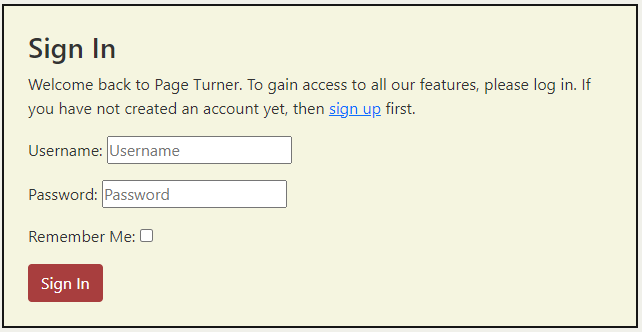 Sign In
Welcome back to Page Turner. To gain access to all our features, please log in. If
you have not created an account yet, then sign up first.
Username: Username
Password: Password
Remember Me:
Sign In